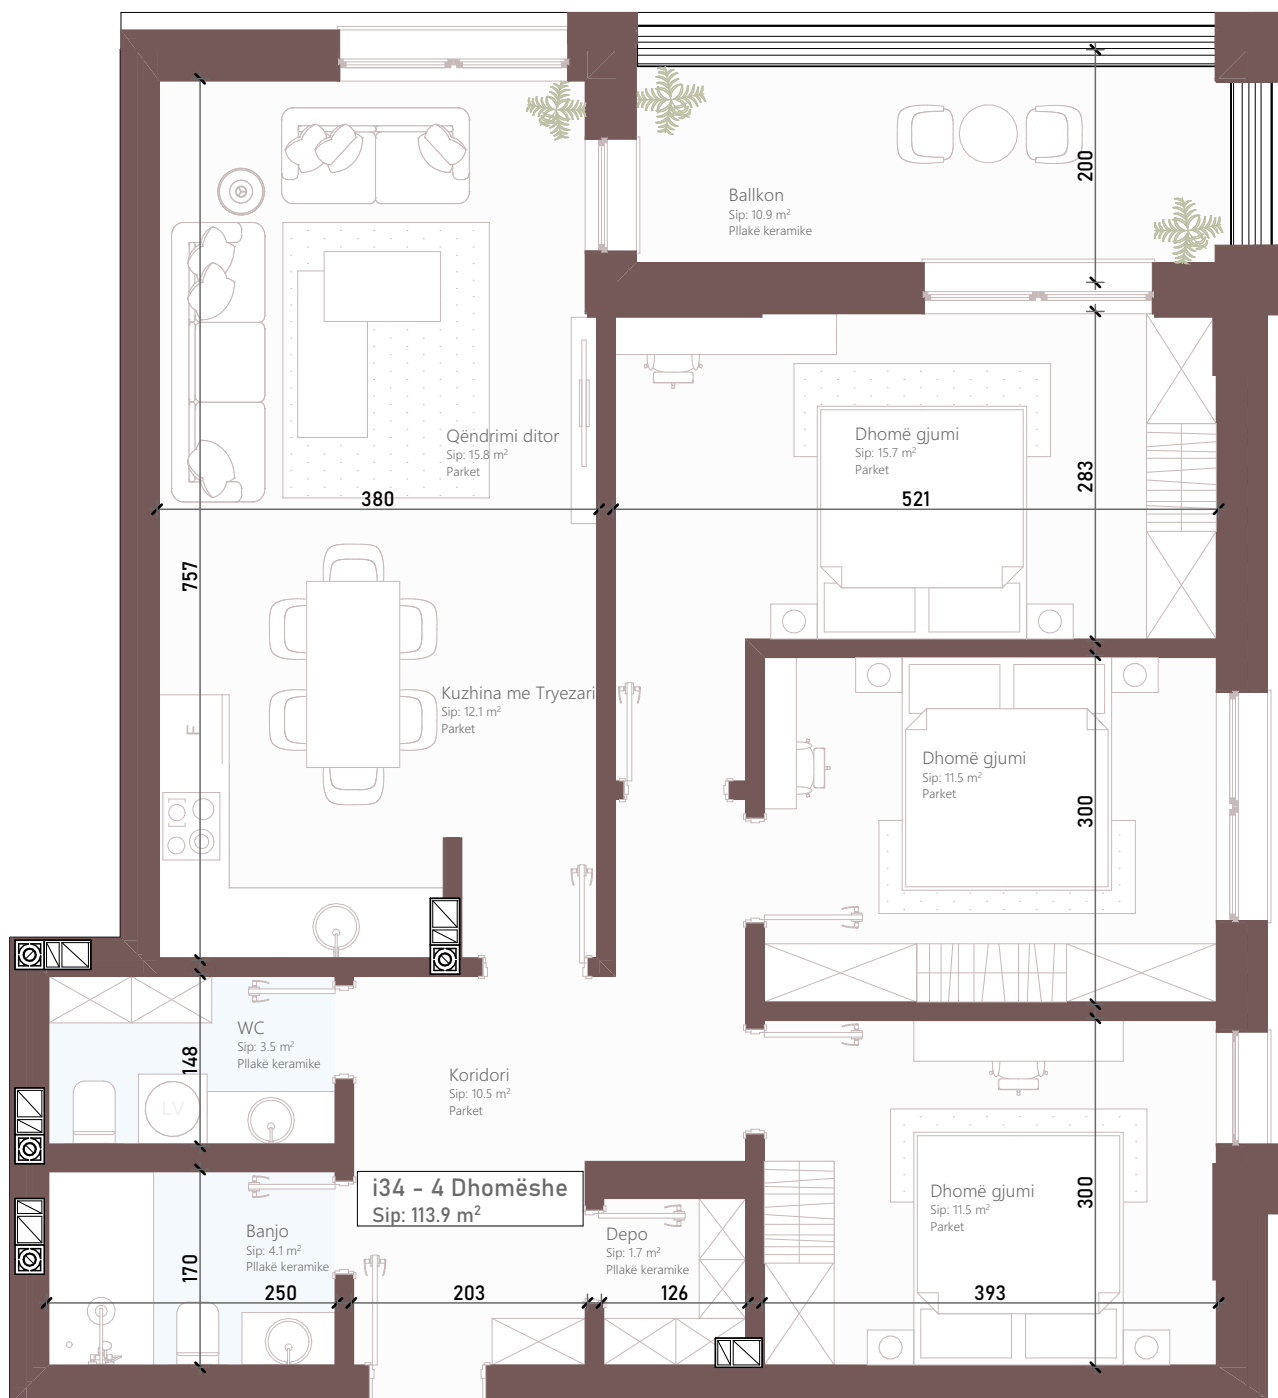 200
Ballkon
Sip: 10.9 m²
Pllakë keramike
Qëndrimi ditor
Sip: 15.8 m²
Parket
Dhomë gjumi
Sip: 15.7 m²
Parket
283
380
521
757
Kuzhina me Tryezari
Sip: 12.1 m²
Parket
F
Dhomë gjumi
Sip: 11.5 m²
Parket
300
WC
Sip: 3.5 m²
Pllakë keramike
148
LV
Koridori
Sip: 10.5 m²
Parket
i34 - 4 Dhomëshe
Sip: 113.9 m²
Dhomë gjumi
Sip: 11.5 m²
Parket
300
Banjo
Sip: 4.1 m²
Pllakë keramike
170
Depo
Sip: 1.7 m²
Pllakë keramike
250
203
126
393